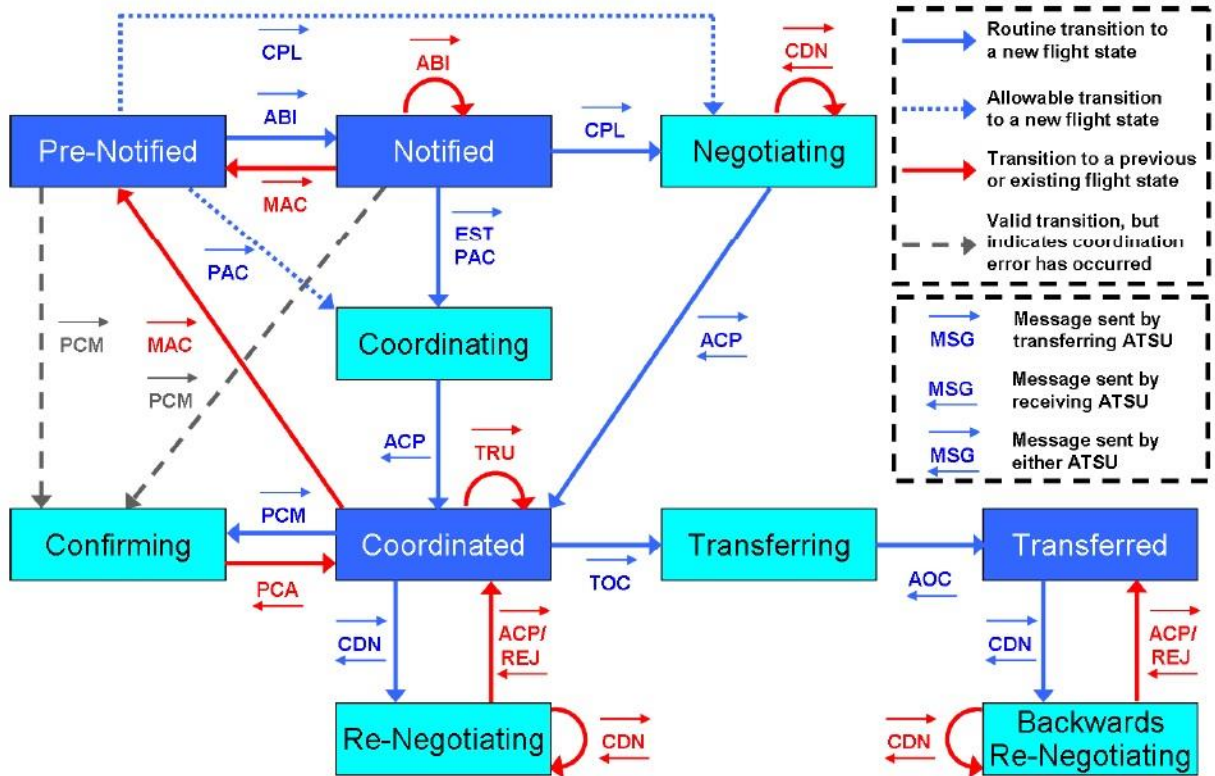 CPL
ABI
CDN
ABI
CPL
Pre-Notified
Notified
Negotiating
MAC
EST
PAC
PAC
Coordinating
PCM
MAC
PCM
ACP
ACP
TRU
PCM
Confirming
Coordinated
Transferring
Transferred
PCA
TOC
AOC
CDN
ACP/
REJ
CDN
ACP/
REJ
Re-Negotiating
CDN
CDN
Backwards
Re-Negotiating
Routine transition to
a new flight state
Allowable transition
to a new flight state
Transition to a previous
or existing flight state
Valid transition, but
indicates coordination
error has occurred
MSG
Message sent by
transferring ATSU
MSG
Message sent by
receiving ATSU
MSG
Message sent by
either ATSU